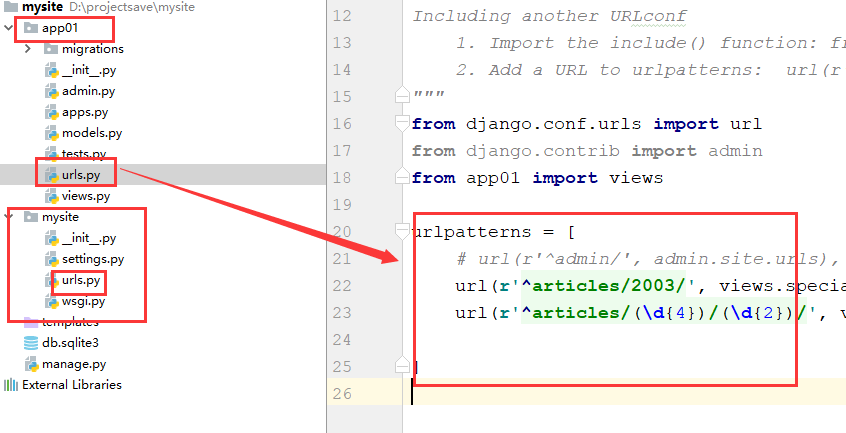 mysite D:\projectsave\mysite
app01
migrations
__init__.py
admin.py
apps.py
models.py
tests.py
urls.py
views.py
mysite
__init__.py
settings.py
urls.py
wsgi.py
templates
db.sqlite3
manage.py
External Libraries
12 Including another URLconf
13 1. Import the include() function: fr
14 2. Add a URL to urlpatterns: url(r
15 """
16 from django.conf.urls import url
17 from django.contrib import admin
18 from app01 import views
19
20 urlpatterns = [
21 # url(r'^admin/', admin.site.urls),
22 url(r'^articles/2003/', views.specia
23 url(r'^articles/(\d{4})/(\d{2})/', v
24
25 ]
26